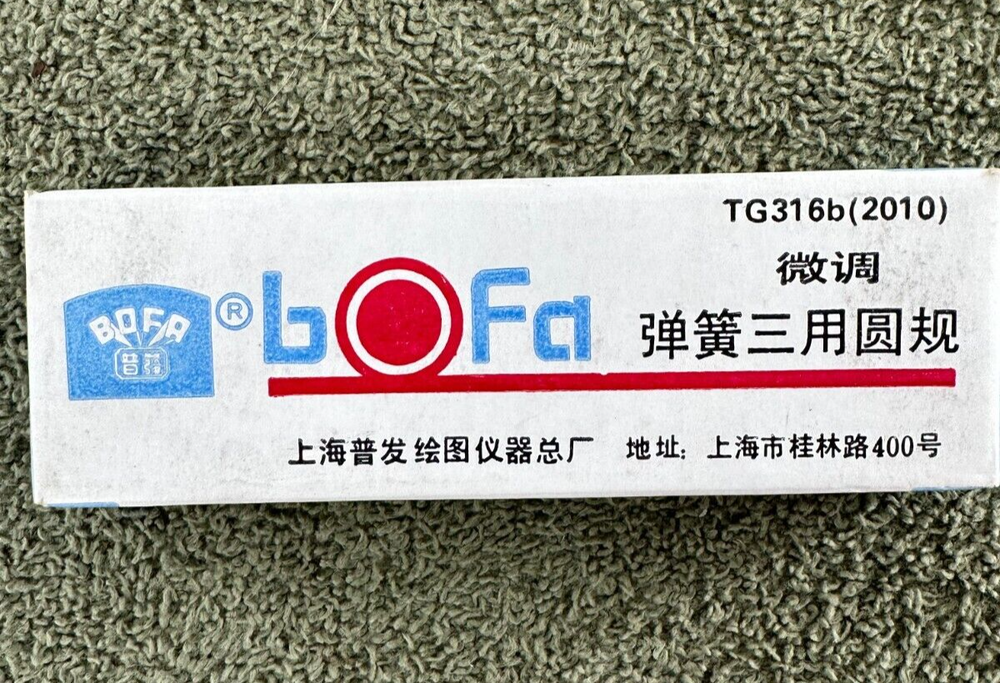 TG316b(2010)
微调
BOFA
普发
®
bofa
弹簧三用圆规
上海普发绘图仪器总厂 地址：上海市桂林路400号